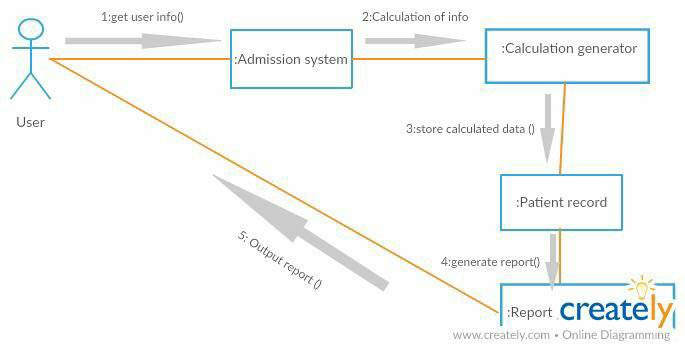 1:get user info()
2:Calculation of info
:Admission system
:Calculation generator
User
3:store calculated data ()
:Patient record
5: Output report ()
4:generate report()
:Report
creately
www.creately.com • Online Diagramming